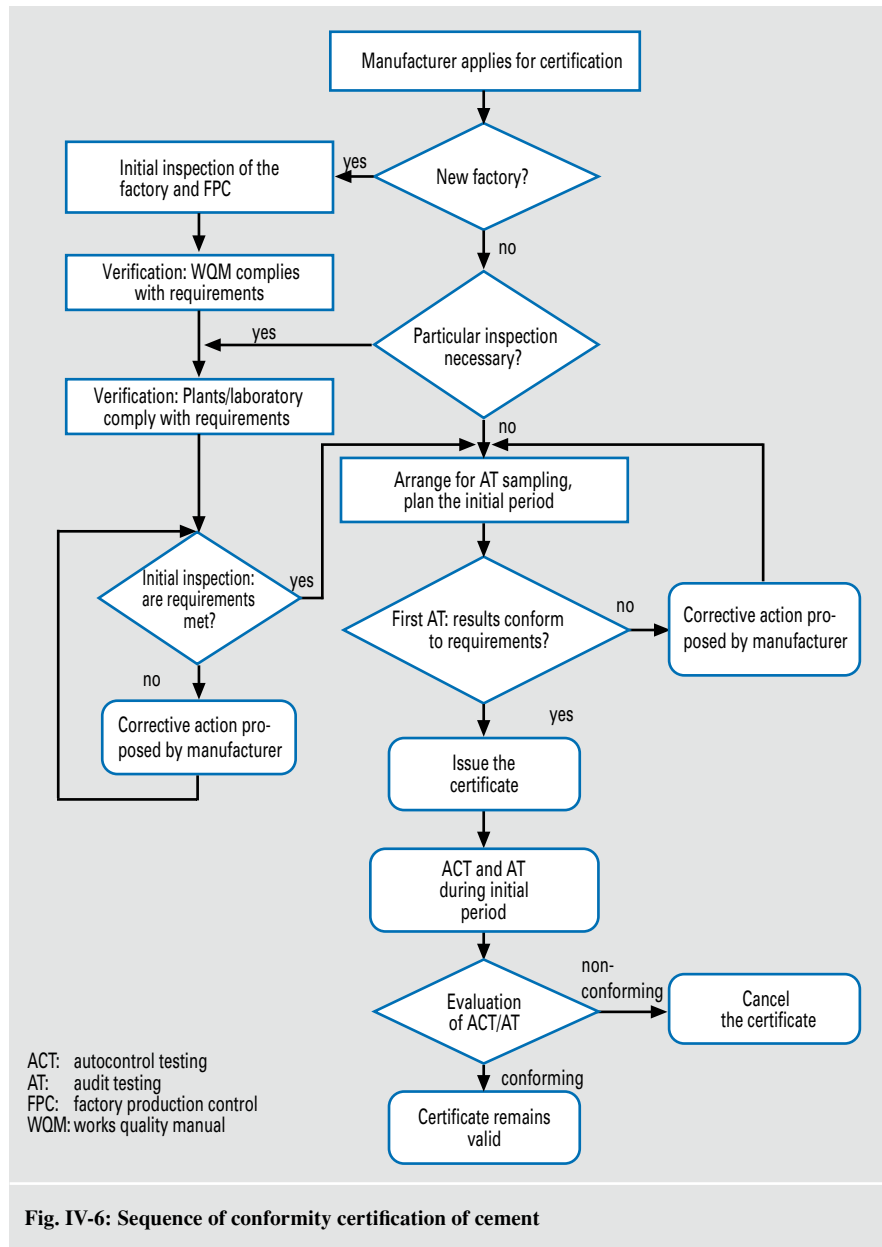 Manufacturer applies for certification
New factory?
yes
Initial inspection of the
factory and FPC
no
Verification: WQM complies
with requirements
Particular inspection
necessary?
yes
Verification: Plants/laboratory
comply with requirements
no
Arrange for AT sampling,
plan the initial period
Initial inspection:
are requirements
met?
yes
First AT: results conform
to requirements?
no
Corrective action pro-
posed by manufacturer
no
Corrective action pro-
posed by manufacturer
yes
Issue the
certificate
ACT and AT
during initial
period
Evaluation
of ACT/AT
non-
conforming
Cancel
the certificate
conforming
Certificate remains
valid
ACT: autocontrol testing
AT: audit testing
FPC: factory production control
WQM: works quality manual
Fig. IV-6: Sequence of conformity certification of cement